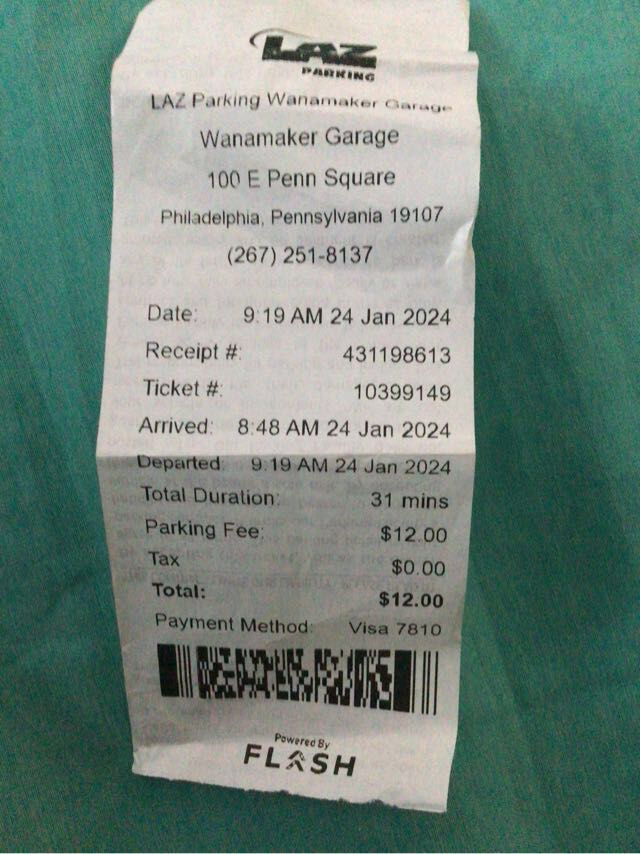 LAZ
PARKING
LAZ Parking Wanamaker Garage
Wanamaker Garage
100 E Penn Square
Philadelphia, Pennsylvania 19107
(267) 251-8137
Date: 9:19 AM 24 Jan 2024
Receipt #: 431198613
Ticket #: 10399149
Arrived: 8:48 AM 24 Jan 2024
Departed: 9:19 AM 24 Jan 2024
Total Duration: 31 mins
Parking Fee: $12.00
Tax $0.00
Total: $12.00
Payment Method: Visa 7810
Powered By
FLASH